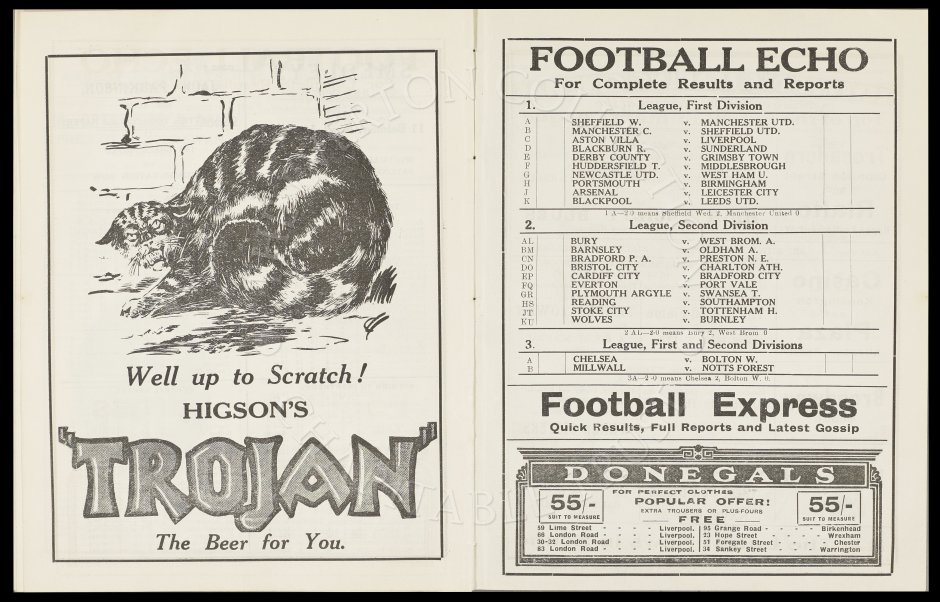 Well up to Scratch!
HIGSON'S
"TROJAN"
The Beer for You.
FOOTBALL ECHO
For Complete Results and Reports
1. League, First Division
A SHEFFIELD W. v. MANCHESTER UTD.
B MANCHESTER C. v. SHEFFIELD UTD.
C ASTON VILLA v. LIVERPOOL
D BLACKBURN R. v. SUNDERLAND
E DERBY COUNTY v. GRIMSBY TOWN
F HUDDERSFIELD T. v. MIDDLESBROUGH
G NEWCASTLE UTD. v. WEST HAM U.
H PORTSMOUTH v. BIRMINGHAM
J ARSENAL v. LEICESTER CITY
K BLACKPOOL v. LEEDS UTD.
1 A—2-0 means Sheffield Wed. 2, Manchester United 0
2. League, Second Division
AL BURY v. WEST BROM. A.
BM BARNSLEY v. OLDHAM A.
CN BRADFORD P. A. v. PRESTON N. E.
DO BRISTOL CITY v. CHARLTON ATH.
EP CARDIFF CITY v. BRADFORD CITY
FQ EVERTON v. PORT VALE
GR PLYMOUTH ARGYLE v. SWANSEA T.
HS READING v. SOUTHAMPTON
JT STOKE CITY v. TOTTENHAM H.
KU WOLVES v. BURNLEY
2 AL—2-0 means Bury 2, West Brom 0
3. League, First and Second Divisions
A CHELSEA v. BOLTON W.
B MILLWALL v. NOTTS FOREST
3A—2-0 means Chelsea 2, Bolton W. 0.
Football Express
Quick Results, Full Reports and Latest Gossip
DONEGALS
FOR PERFECT CLOTHES
55/- SUIT TO MEASURE
POPULAR OFFER!
EXTRA TROUSERS OR PLUS-FOURS
FREE
55/- SUIT TO MEASURE
59 Lime Street - - Liverpool. 95 Grange Road - - Birkenhead
66 London Road - - Liverpool. 23 Hope Street - - Wrexham
30-32 London Road - - Liverpool. 51 Foregate Street - - Chester
83 London Road - - Liverpool. 34 Sankey Street - - Warrington